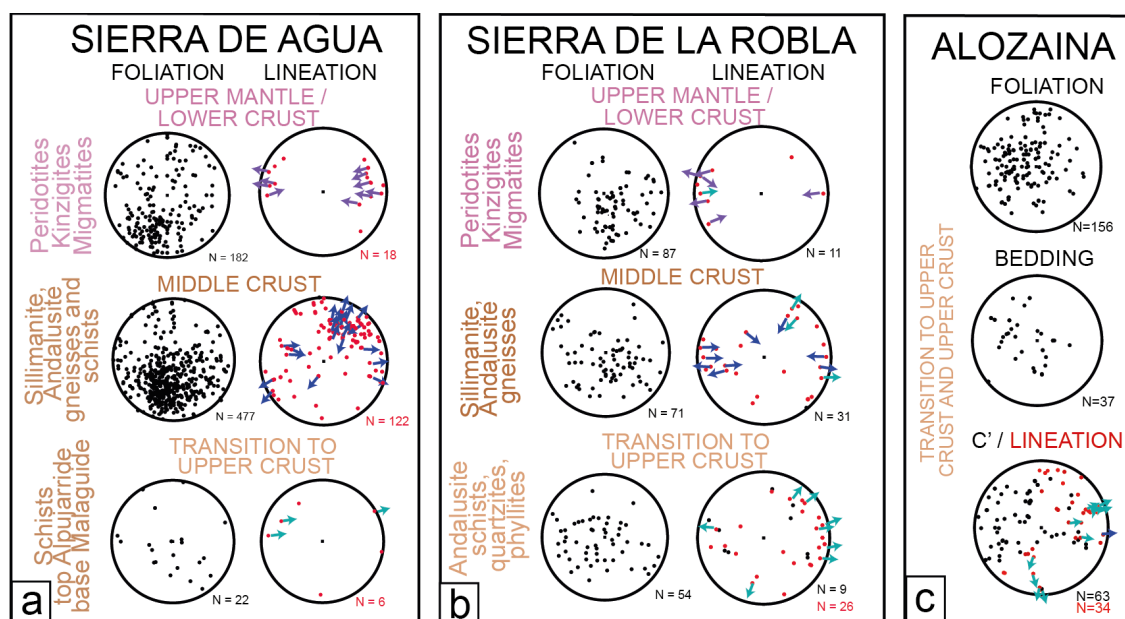 SIERRA DE AGUA
FOLIATION LINEATION
UPPER MANTLE /
LOWER CRUST
Peridotites
Kinzigites
Migmatites
N = 182
N = 18
MIDDLE CRUST
Sillimanite,
Andalusite
gneisses and
schists
N = 477
N = 122
TRANSITION TO
UPPER CRUST
Schists
top Alpujarride
base Malaguide
N = 22
N = 6
a
SIERRA DE LA ROBLA
FOLIATION LINEATION
UPPER MANTLE /
LOWER CRUST
Peridotites
Kinzigites
Migmatites
N = 87
N = 11
MIDDLE CRUST
Sillimanite,
Andalusite
gneisses
N = 71
N = 31
TRANSITION TO
UPPER CRUST
Andalusite
schists,
quartzites,
phyllites
N = 54
N = 9
N = 26
b
ALOZAINA
FOLIATION
TRANSITION TO UPPER
CRUST AND UPPER CRUST
N=156
BEDDING
N=37
C' / LINEATION
N=63
N=34
c